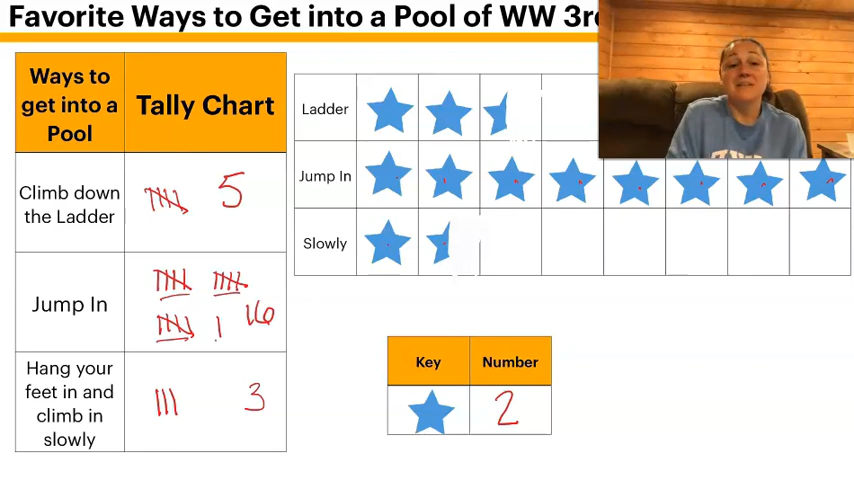 Favorite Ways to Get into a Pool of WW 3r
Ways to
get into a
Pool
Tally Chart
Climb down
the Ladder
5
Jump In
16
Hang your
feet in and
climb in
slowly
3
Ladder
Jump In
Slowly
Key
Number
2